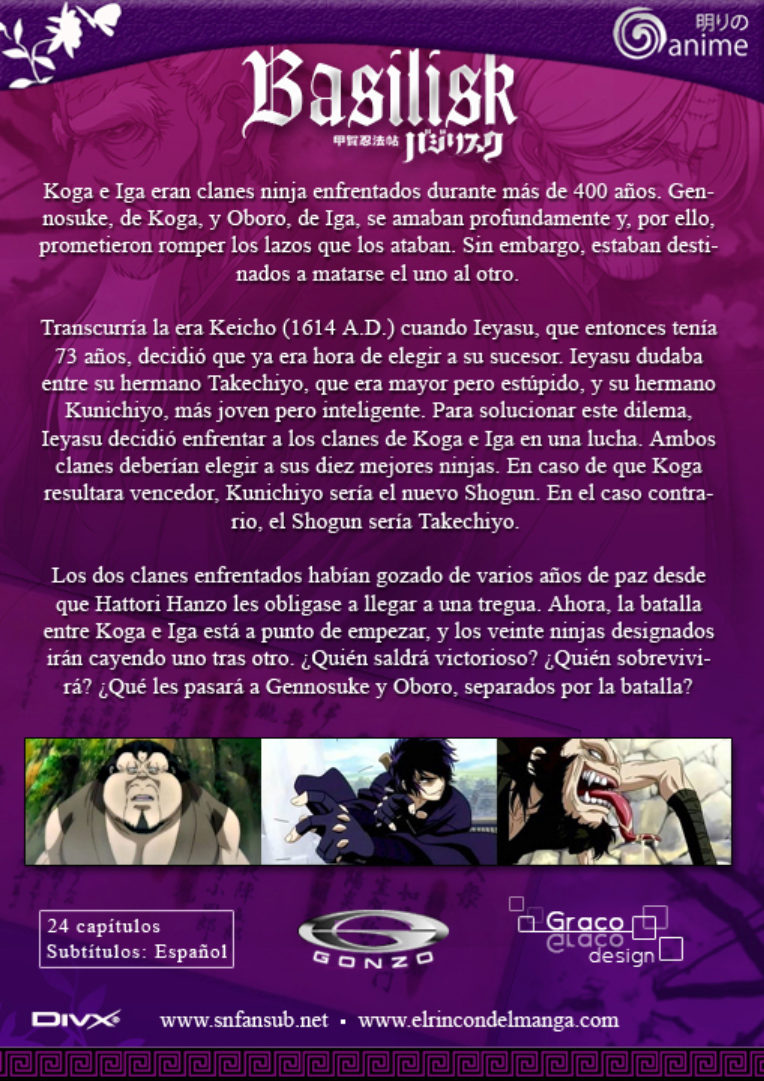 明りの
anime
Basilisk
甲賀忍法帖 バジリスク
Koga e Iga eran clanes ninja enfrentados durante más de 400 años. Gen-
nosuke, de Koga, y Oboro, de Iga, se amaban profundamente y, por ello,
prometieron romper los lazos que los ataban. Sin embargo, estaban desti-
nados a matarse el uno al otro.
Transcurría la era Keicho (1614 A.D.) cuando Ieyasu, que entonces tenía
73 años, decidió que ya era hora de elegir a su sucesor. Ieyasu dudaba
entre su hermano Takechiyo, que era mayor pero estúpido, y su hermano
Kunichiyo, más joven pero inteligente. Para solucionar este dilema,
Ieyasu decidió enfrentar a los clanes de Koga e Iga en una lucha. Ambos
clanes deberían elegir a sus diez mejores ninjas. En caso de que Koga
resultara vencedor, Kunichiyo sería el nuevo Shogun. En el caso contra-
rio, el Shogun sería Takechiyo.
Los dos clanes enfrentados habían gozado de varios años de paz desde
que Hattori Hanzo les obligase a llegar a una tregua. Ahora, la batalla
entre Koga e Iga está a punto de empezar, y los veinte ninjas designados
irán cayendo uno tras otro. ¿Quién saldrá victorioso? ¿Quién sobrevivi-
rá? ¿Qué les pasará a Gennosuke y Oboro, separados por la batalla?
24 capítulos
Subtítulos: Español
GONZO
Graco
design
DIVX
www.snfansub.net ▪ www.elrincondelmanga.com